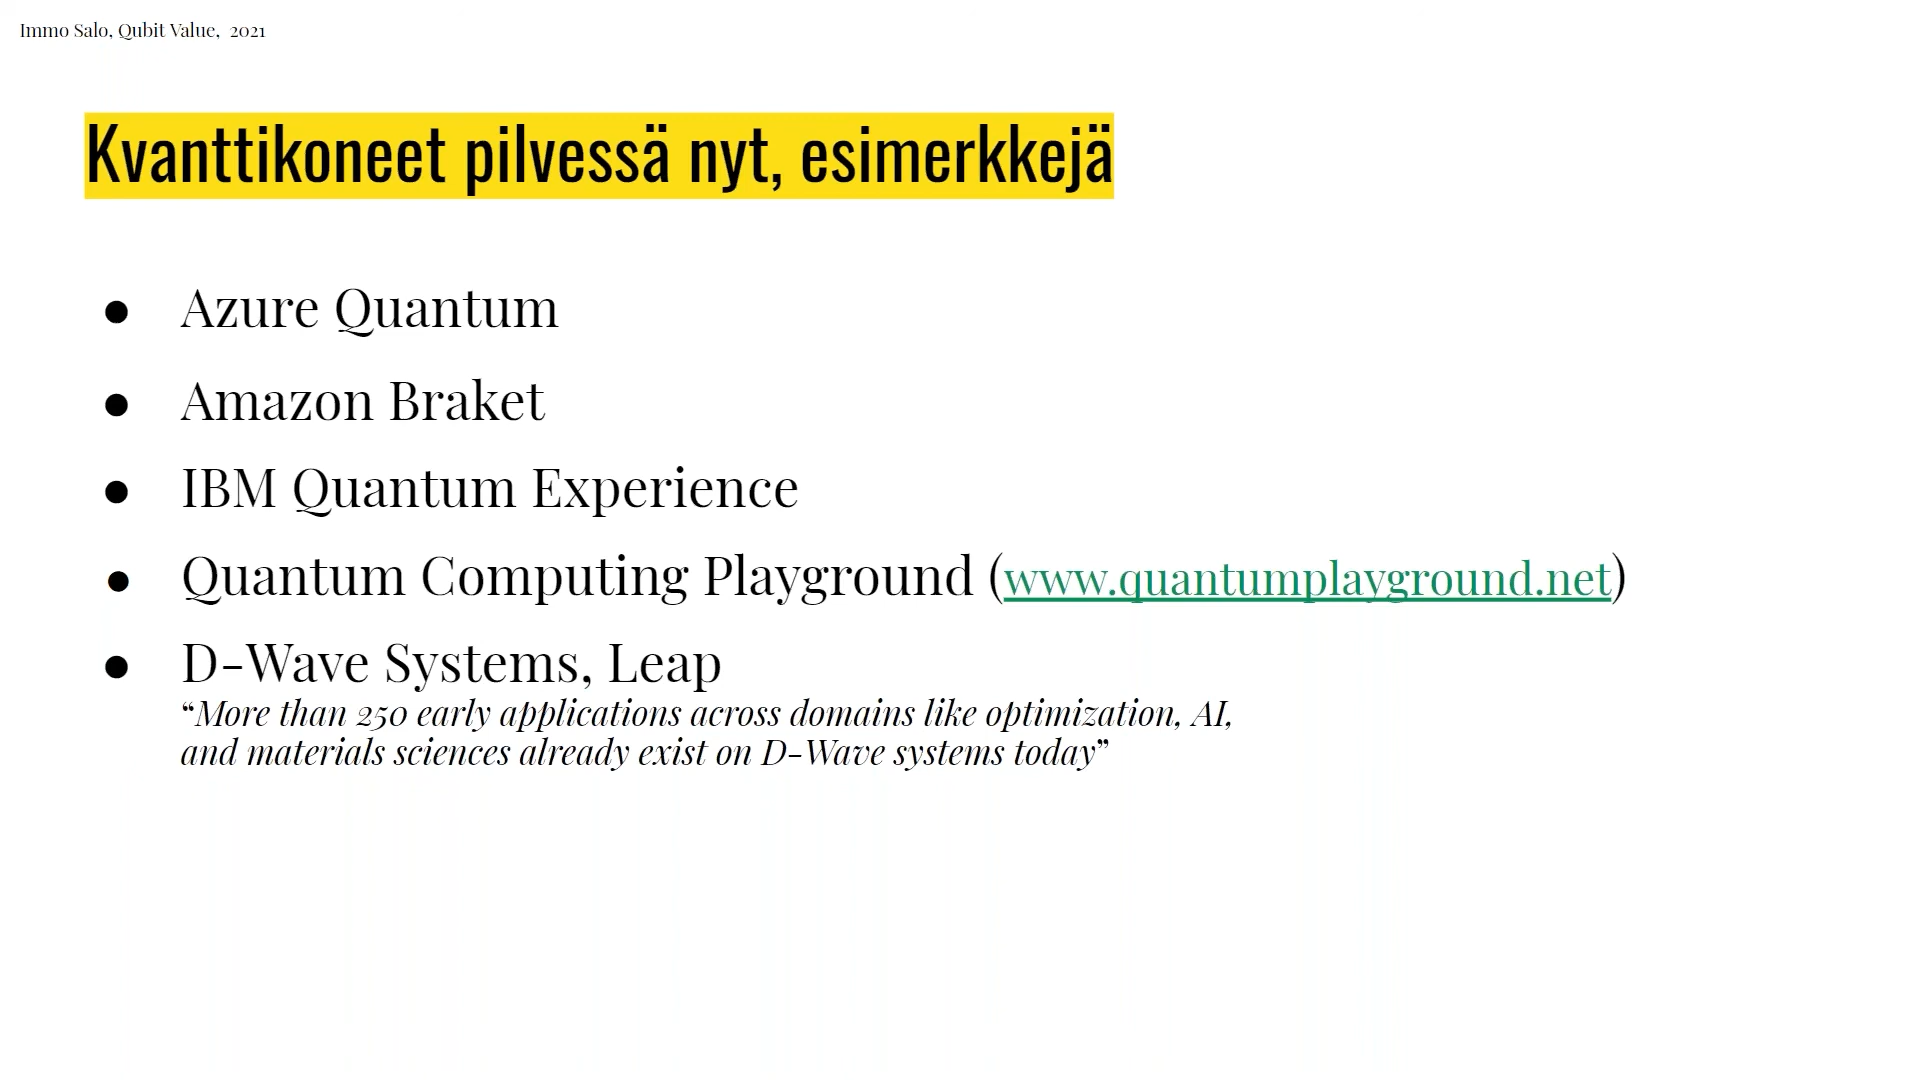 Immo Salo, Qubit Value, 2021
Kvanttikoneet pilvessä nyt, esimerkkejä
● Azure Quantum
● Amazon Braket
● IBM Quantum Experience
● Quantum Computing Playground (www.quantumplayground.net)
● D-Wave Systems, Leap
“More than 250 early applications across domains like optimization, AI,
and materials sciences already exist on D-Wave systems today”